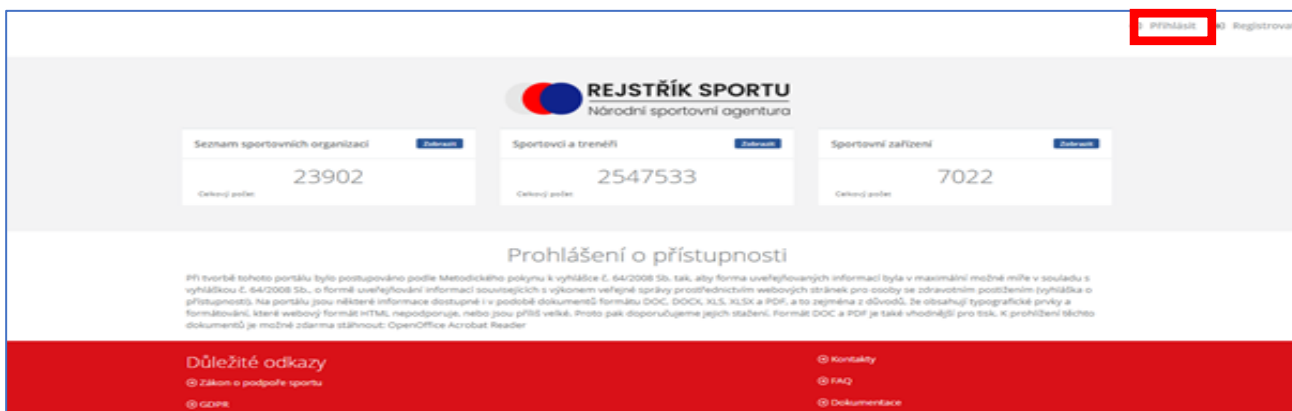 Přihlásit
Registrova
REJSTŘÍK SPORTU
Národní sportovní agentura
Seznam sportovních organizací Zobrazit
Sportovci a trenéři Zobrazit
Sportovní zařízení Zobrazit
23902
2547533
7022
Celkový počet
Celkový počet
Celkový počet
Prohlášení o přístupnosti
Při tvorbě tohoto portálu bylo postupováno podle Metodického pokynu k vyhlášce č. 64/2008 Sb. tak, aby forma uveřejňovaných informací byla v maximální možné míře v souladu s
vyhláškou č. 64/2008 Sb., o formě uveřejňování informací souvisejících s výkonem veřejné správy prostřednictvím webových stránek pro osoby se zdravotním postižením (vyhláška o
přístupnosti). Na portálu jsou některé informace dostupné i v podobě dokumentů formátu DOC, DOCX, XLS, XLSX a PDF, a to zejména z důvodů, že obsahují typografické prvky a
formátování, které webový formát HTML nepodporuje, nebo jsou příliš velké. Proto pak doporučujeme jejich stažení. Formát DOC a PDF je také vhodnější pro tisk. K prohlížení těchto
dokumentů je možné zdarma stáhnout: OpenOffice Acrobat Reader
Důležité odkazy
Zákon o podpoře sportu
GDPR
Kontakty
FAQ
Dokumentace